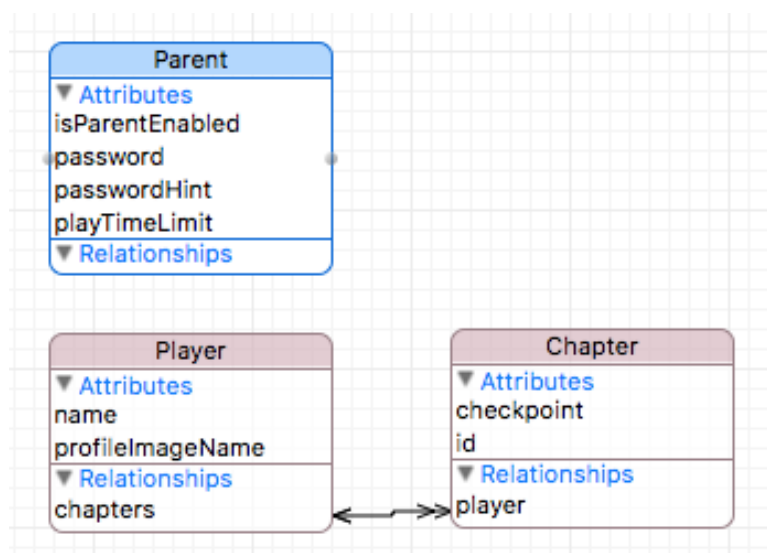 Parent
Attributes
isParentEnabled
password
passwordHint
playTimeLimit
Relationships
Player
Attributes
name
profileImageName
Relationships
chapters
Chapter
Attributes
checkpoint
id
Relationships
player